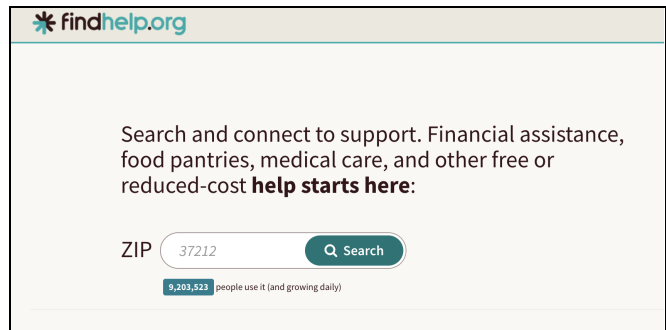 findhelp.org
Search and connect to support. Financial assistance,
food pantries, medical care, and other free or
reduced-cost help starts here:
ZIP 37212 Search
9,203,523 people use it (and growing daily)